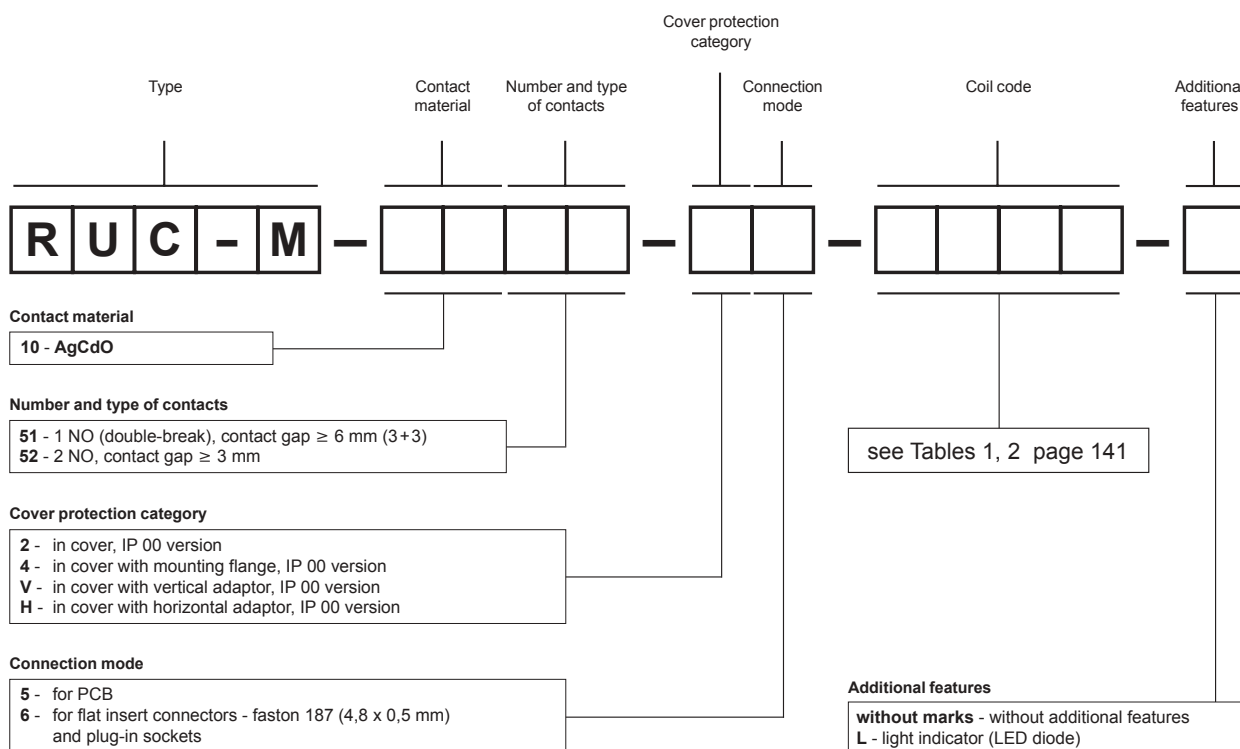 Cover protection
category
Type
Contact
material
Number and type
of contacts
Connection
mode
Coil code
Additional
features
R U C - M - - - -
Contact material
10 - AgCdO
Number and type of contacts
51 - 1 NO (double-break), contact gap ≥ 6 mm (3+3)
52 - 2 NO, contact gap ≥ 3 mm
see Tables 1, 2 page 141
Cover protection category
2 - in cover, IP 00 version
4 - in cover with mounting flange, IP 00 version
V - in cover with vertical adaptor, IP 00 version
H - in cover with horizontal adaptor, IP 00 version
Connection mode
5 - for PCB
6 - for flat insert connectors - faston 187 (4,8 x 0,5 mm)
and plug-in sockets
Additional features
without marks - without additional features
L - light indicator (LED diode)